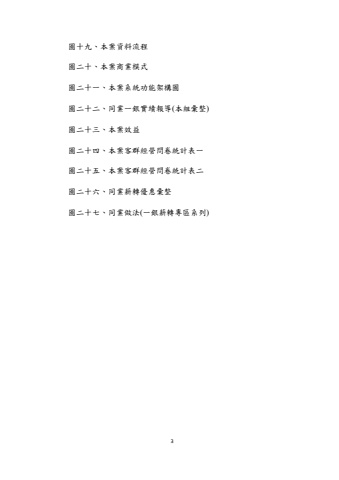 圖十九、本案資料流程
圖二十、本案商業模式
圖二十一、本案系統功能架構圖
圖二十二、同業一銀實績報導(本組彙整)
圖二十三、本案效益
圖二十四、本案客群經營問卷統計表一
圖二十五、本案客群經營問卷統計表二
圖二十六、同業薪轉優惠彙整
圖二十七、同業做法(一銀薪轉專區系列)
3